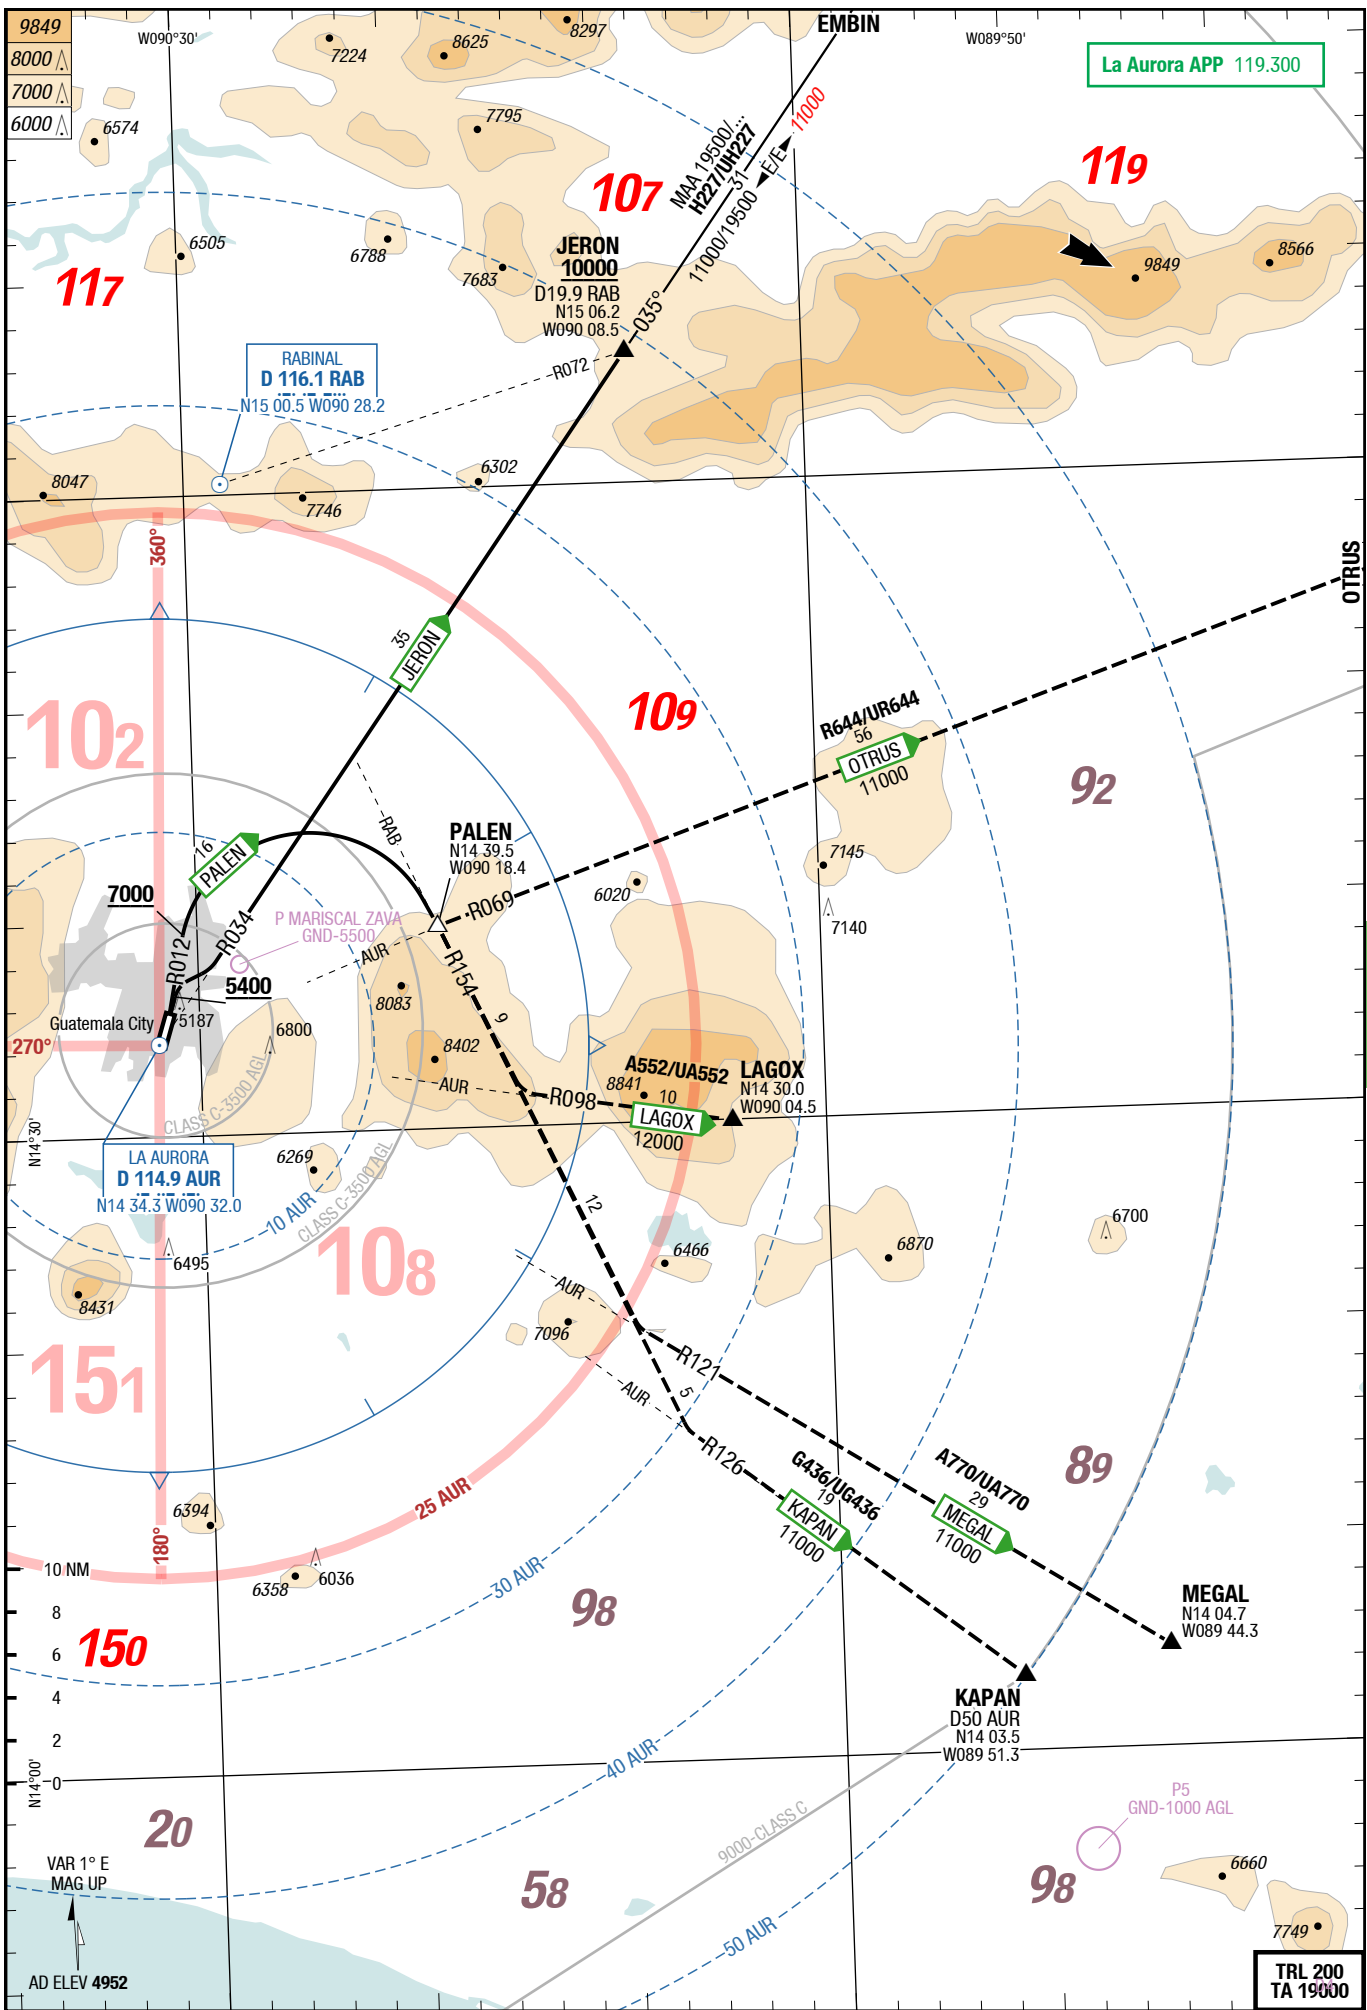 9849
8000
7000
6000
W090°30'
7224
8625
8297
EMBIN
W089°50'
La Aurora APP 119.300
6574
7795
107
MAA 19500/...
H227/UH227
31
11000/19500
E/E
11000
119
6505
6788
7683
117
JERON
10000
D19.9 RAB
N15 06.2
W090 08.5
035°
9849
8566
RABINAL
D 116.1 RAB
N15 00.5 W090 28.2
R072
8047
7746
6302
360°
OTRUS
35
JERON
102
109
R644/UR644
56
OTRUS
11000
92
RAB
PALEN
N14 39.5
W090 18.4
16
PALEN
7145
6020
7140
7000
R012
R034
P MARISCAL ZAVA
GND-5500
AUR
R069
R154
5400
8083
Guatemala City
5187
6800
9
270°
8402
CLASS C-3500 AGL
AUR
R098
A552/UA552
8841
10
LAGOX
12000
LAGOX
N14 30.0
W090 04.5
N14°30'
LA AURORA
D 114.9 AUR
N14 34.3 W090 32.0
6269
10 AUR
CLASS C-3500 AGL
12
6495
108
6466
6870
6700
8431
AUR
7096
151
R121
AUR
5
R126
G436/UG436
19
KAPAN
11000
A770/UA770
29
MEGAL
11000
89
25 AUR
6394
180°
10 NM
6358
6036
30 AUR
98
MEGAL
N14 04.7
W089 44.3
8
150
6
4
2
0
N14°00'
KAPAN
D50 AUR
N14 03.5
W089 51.3
40 AUR
P5
GND-1000 AGL
20
9000-CLASS C
VAR 1° E
MAG UP
58
98
6660
50 AUR
7749
AD ELEV 4952
TRL 200
TA 19000